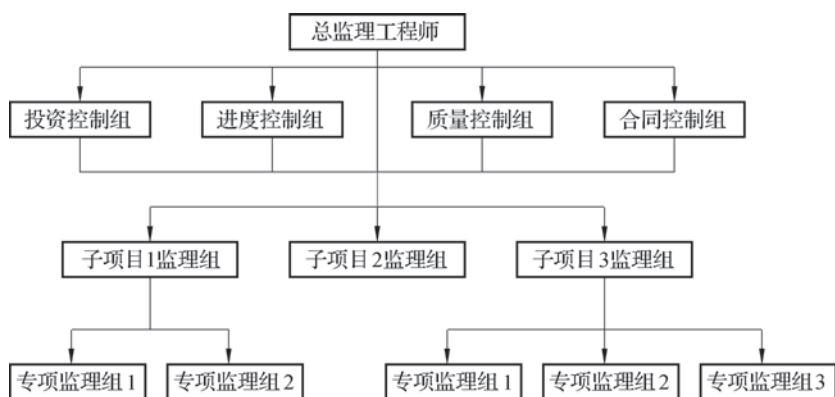 总监理工程师
投资控制组
进度控制组
质量控制组
合同控制组
子项目1监理组
子项目2监理组
子项目3监理组
专项监理组1
专项监理组2
专项监理组1
专项监理组2
专项监理组3